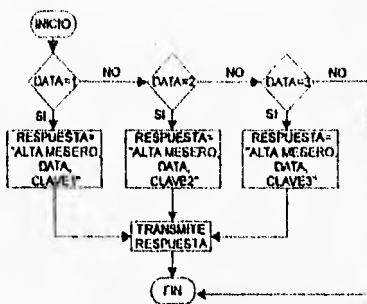 INICIO
DATA=1
NO
DATA=2
NO
DATA=3
NO
SI
SI
SI
RESPUESTA=
"ALTA MESERO,
DATA,
CLAVE1"
RESPUESTA=
"ALTA MESERO,
DATA,
CLAVE2"
RESPUESTA=
"ALTA MESERO,
DATA,
CLAVE3"
TRANSMITE
RESPUESTA
FIN